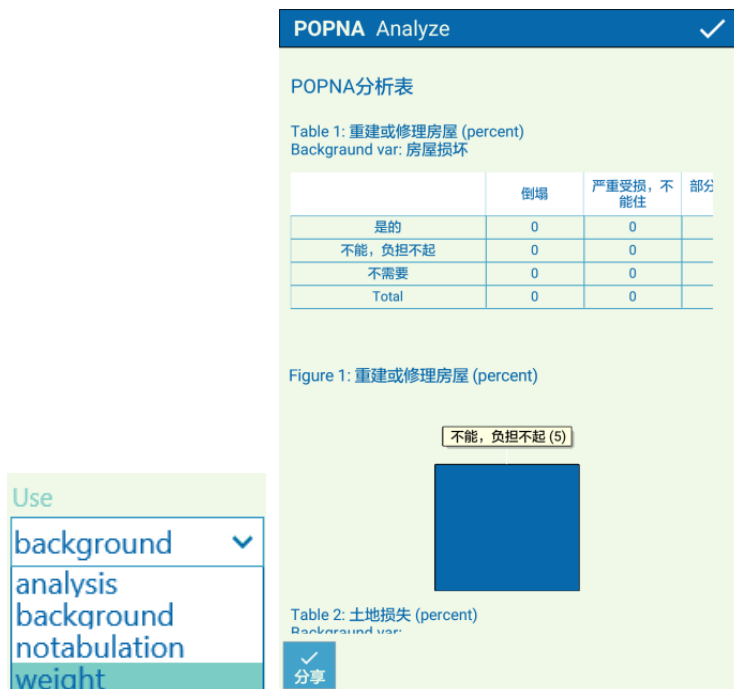 Use
background
analysis
background
notabulation
weight
POPNA Analyze
POPNA分析表
Table 1: 重建或修理房屋 (percent)
Backgraund var: 房屋损坏
倒塌 严重受损，不能住 部分
是的 0 0
不能，负担不起 0 0
不需要 0 0
Total 0 0
Figure 1: 重建或修理房屋 (percent)
不能，负担不起 (5)
Table 2: 土地损失 (percent)
Backgraund var:
分享